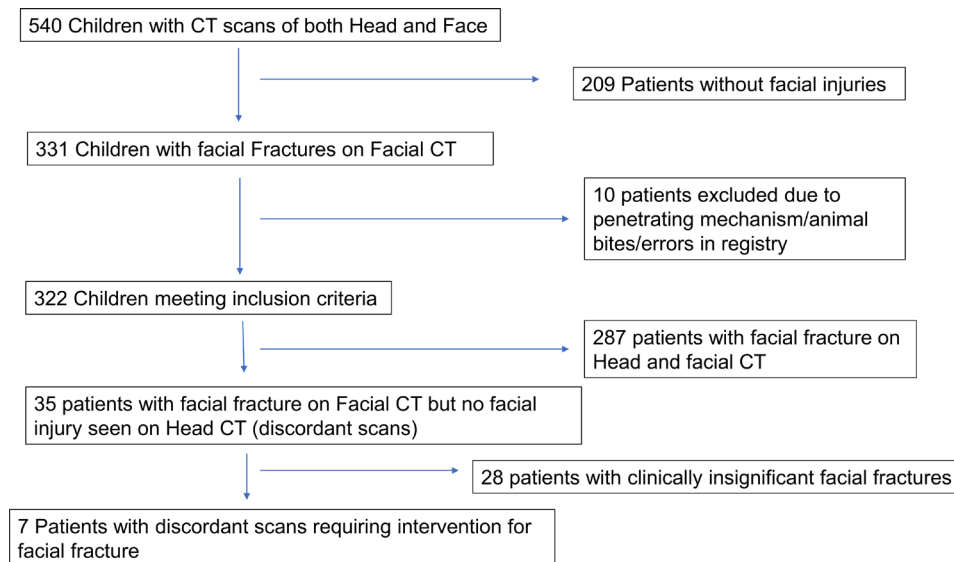 540 Children with CT scans of both Head and Face
209 Patients without facial injuries
331 Children with facial Fractures on Facial CT
10 patients excluded due to
penetrating mechanism/animal
bites/errors in registry
322 Children meeting inclusion criteria
287 patients with facial fracture on
Head and facial CT
35 patients with facial fracture on Facial CT but no facial
injury seen on Head CT (discordant scans)
28 patients with clinically insignificant facial fractures
7 Patients with discordant scans requiring intervention for
facial fracture